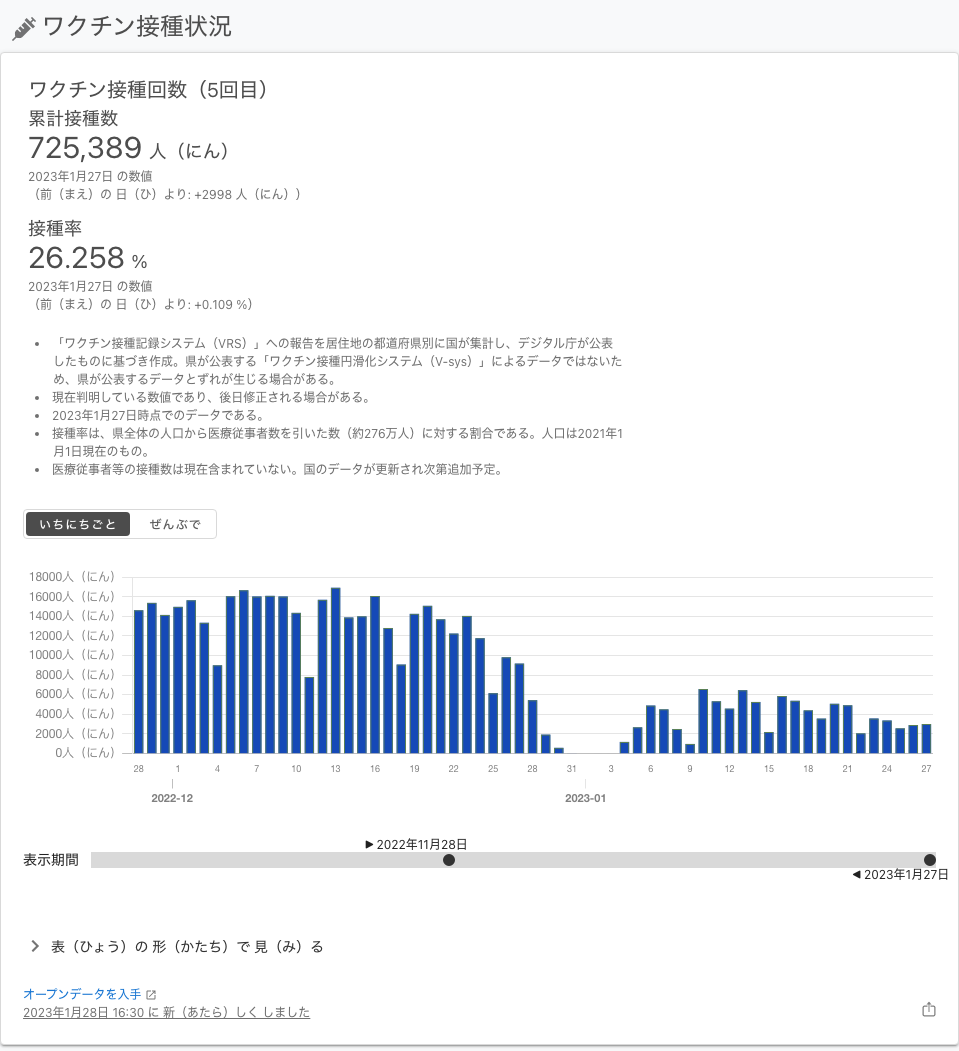 ワクチン接種状況
ワクチン接種回数（5回目）
累計接種数
725,389 人（にん）
2023年1月27日 の数値
（前（まえ）の 日（ひ）より: +2998 人（にん））
接種率
26.258 %
2023年1月27日 の数値
（前（まえ）の 日（ひ）より: +0.109 %）
• 「ワクチン接種記録システム（VRS）」への報告を居住地の都道府県別に国が集計し、デジタル庁が公表
したものに基づき作成。県が公表する「ワクチン接種円滑化システム（V-sys）」によるデータではないた
め、県が公表するデータとずれが生じる場合がある。
• 現在判明している数値であり、後日修正される場合がある。
• 2023年1月27日時点でのデータである。
• 接種率は、県全体の人口から医療従事者数を引いた数（約276万人）に対する割合である。人口は2021年1
月1日現在のもの。
• 医療従事者等の接種数は現在含まれていない。国のデータが更新され次第追加予定。
いちにちごと ぜんぶで
18000人（にん）
16000人（にん）
14000人（にん）
12000人（にん）
10000人（にん）
8000人（にん）
6000人（にん）
4000人（にん）
2000人（にん）
0人（にん）
28 1 4 7 10 13 16 19 22 25 28 31 3 6 9 12 15 18 21 24 27
2022-12 2023-01
▶ 2022年11月28日
表示期間
◀ 2023年1月27日
表（ひょう）の 形（かたち）で 見（み）る
オープンデータを入手
2023年1月28日 16:30 に 新（あたら）しく しました